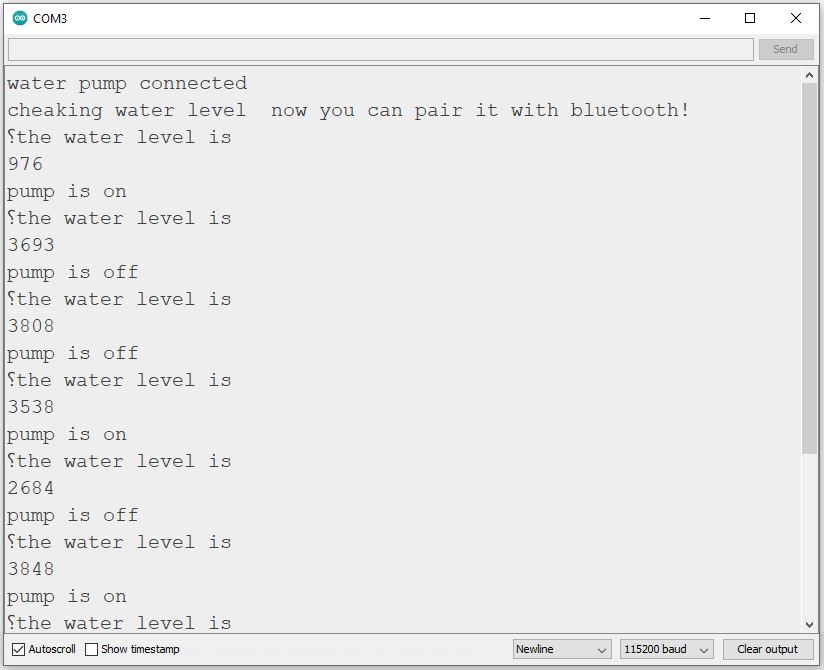 COM3
Send
water pump connected
cheaking water level  now you can pair it with bluetooth!
⸮the water level is
976
pump is on
⸮the water level is
3693
pump is off
⸮the water level is
3808
pump is off
⸮the water level is
3538
pump is on
⸮the water level is
2684
pump is off
⸮the water level is
3848
pump is on
⸮the water level is
Autoscroll Show timestamp Newline 115200 baud Clear output